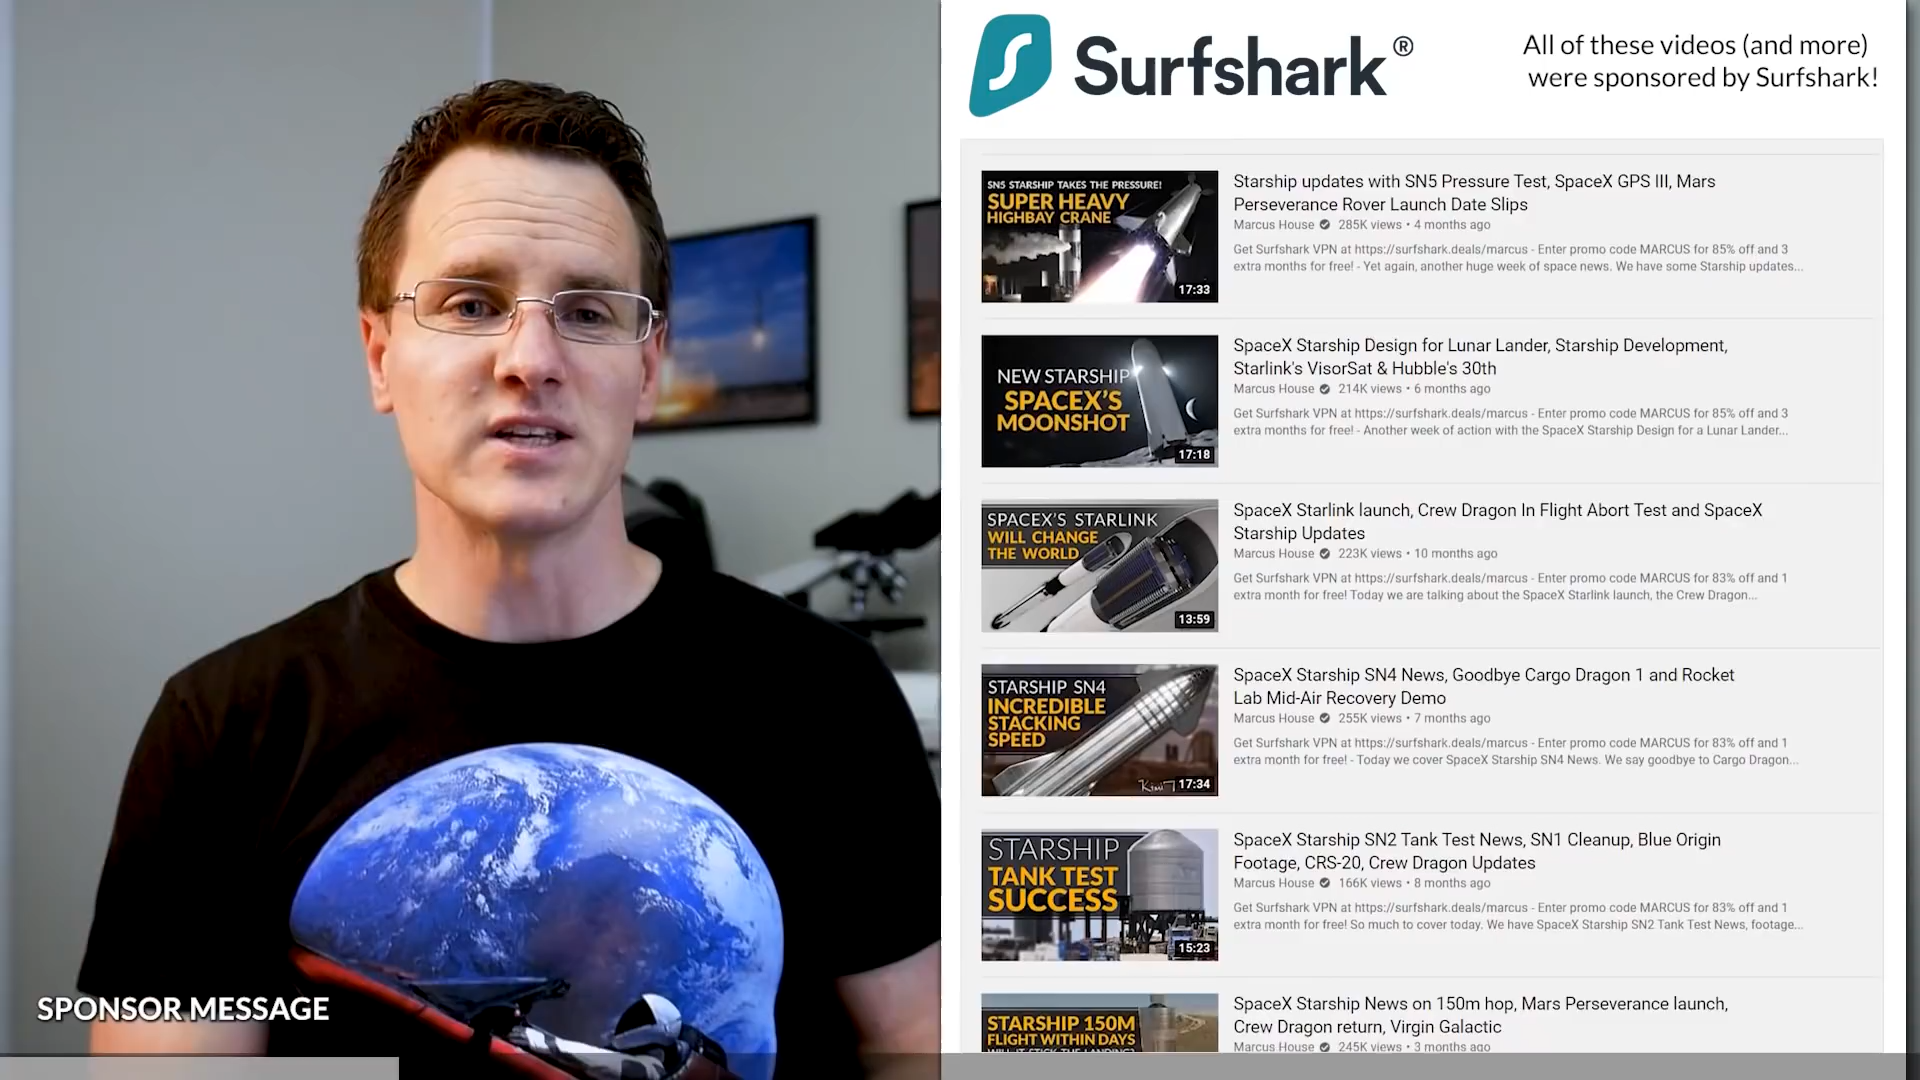 Surfshark®
All of these videos (and more)
were sponsored by Surfshark!
SN5 STARSHIP TAKES THE PRESSURE!
SUPER HEAVY
HIGHBAY CRANE
17:33
Starship updates with SN5 Pressure Test, SpaceX GPS III, Mars
Perseverance Rover Launch Date Slips
Marcus House 285K views • 4 months ago
Get Surfshark VPN at https://surfshark.deals/marcus - Enter promo code MARCUS for 85% off and 3
extra months for free! - Yet again, another huge week of space news. We have some Starship updates...
NEW STARSHIP
SPACEX'S
MOONSHOT
17:18
SpaceX Starship Design for Lunar Lander, Starship Development,
Starlink's VisorSat & Hubble's 30th
Marcus House 214K views • 6 months ago
Get Surfshark VPN at https://surfshark.deals/marcus - Enter promo code MARCUS for 85% off and 3
extra months for free! - Another week of action with the SpaceX Starship Design for a Lunar Lander...
SPACEX'S STARLINK
WILL CHANGE
THE WORLD
13:59
SpaceX Starlink launch, Crew Dragon In Flight Abort Test and SpaceX
Starship Updates
Marcus House 223K views • 10 months ago
Get Surfshark VPN at https://surfshark.deals/marcus - Enter promo code MARCUS for 83% off and 1
extra month for free! Today we are talking about the SpaceX Starlink launch, the Crew Dragon...
STARSHIP SN4
INCREDIBLE
STACKING
SPEED
17:34
SpaceX Starship SN4 News, Goodbye Cargo Dragon 1 and Rocket
Lab Mid-Air Recovery Demo
Marcus House 255K views • 7 months ago
Get Surfshark VPN at https://surfshark.deals/marcus - Enter promo code MARCUS for 83% off and 1
extra month for free! - Today we cover SpaceX Starship SN4 News. We say goodbye to Cargo Dragon...
STARSHIP
TANK TEST
SUCCESS
15:23
SpaceX Starship SN2 Tank Test News, SN1 Cleanup, Blue Origin
Footage, CRS-20, Crew Dragon Updates
Marcus House 166K views • 8 months ago
Get Surfshark VPN at https://surfshark.deals/marcus - Enter promo code MARCUS for 83% off and 1
extra month for free! So much to cover today. We have SpaceX Starship SN2 Tank Test News, footage...
STARSHIP 150M
FLIGHT WITHIN DAYS
WILL IT STICK THE LANDING?
SpaceX Starship News on 150m hop, Mars Perseverance launch,
Crew Dragon return, Virgin Galactic
Marcus House 245K views • 3 months ago
SPONSOR MESSAGE